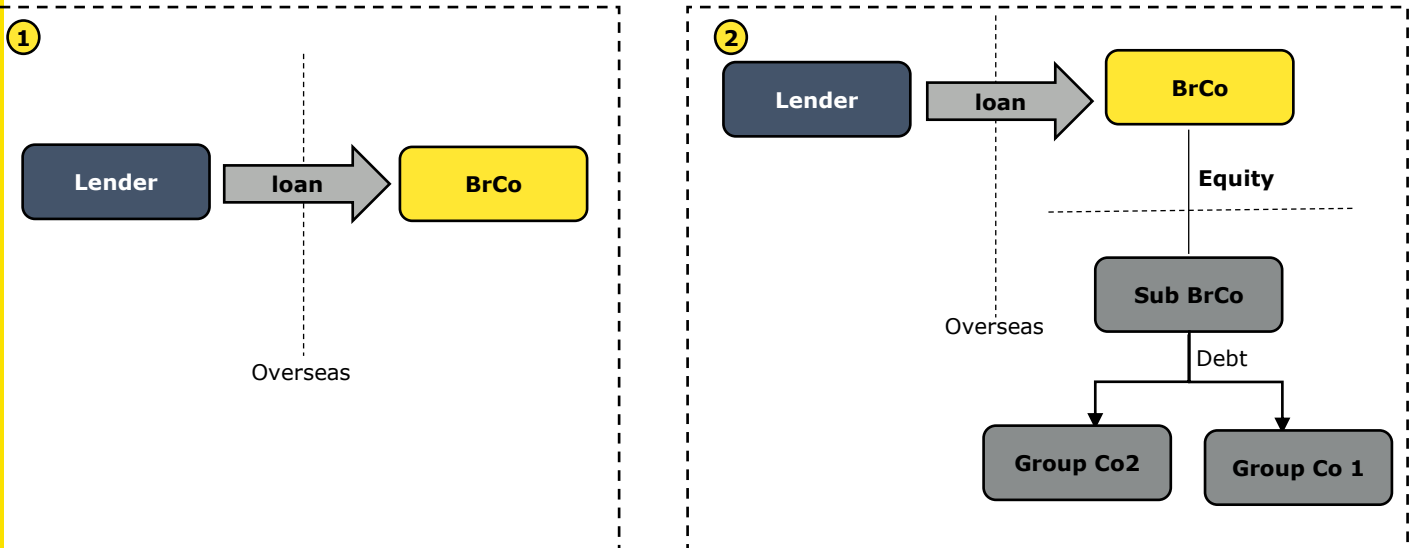 1
Lender
loan
BrCo
Overseas
2
Lender
loan
BrCo
Equity
Sub BrCo
Overseas
Debt
Group Co2
Group Co 1